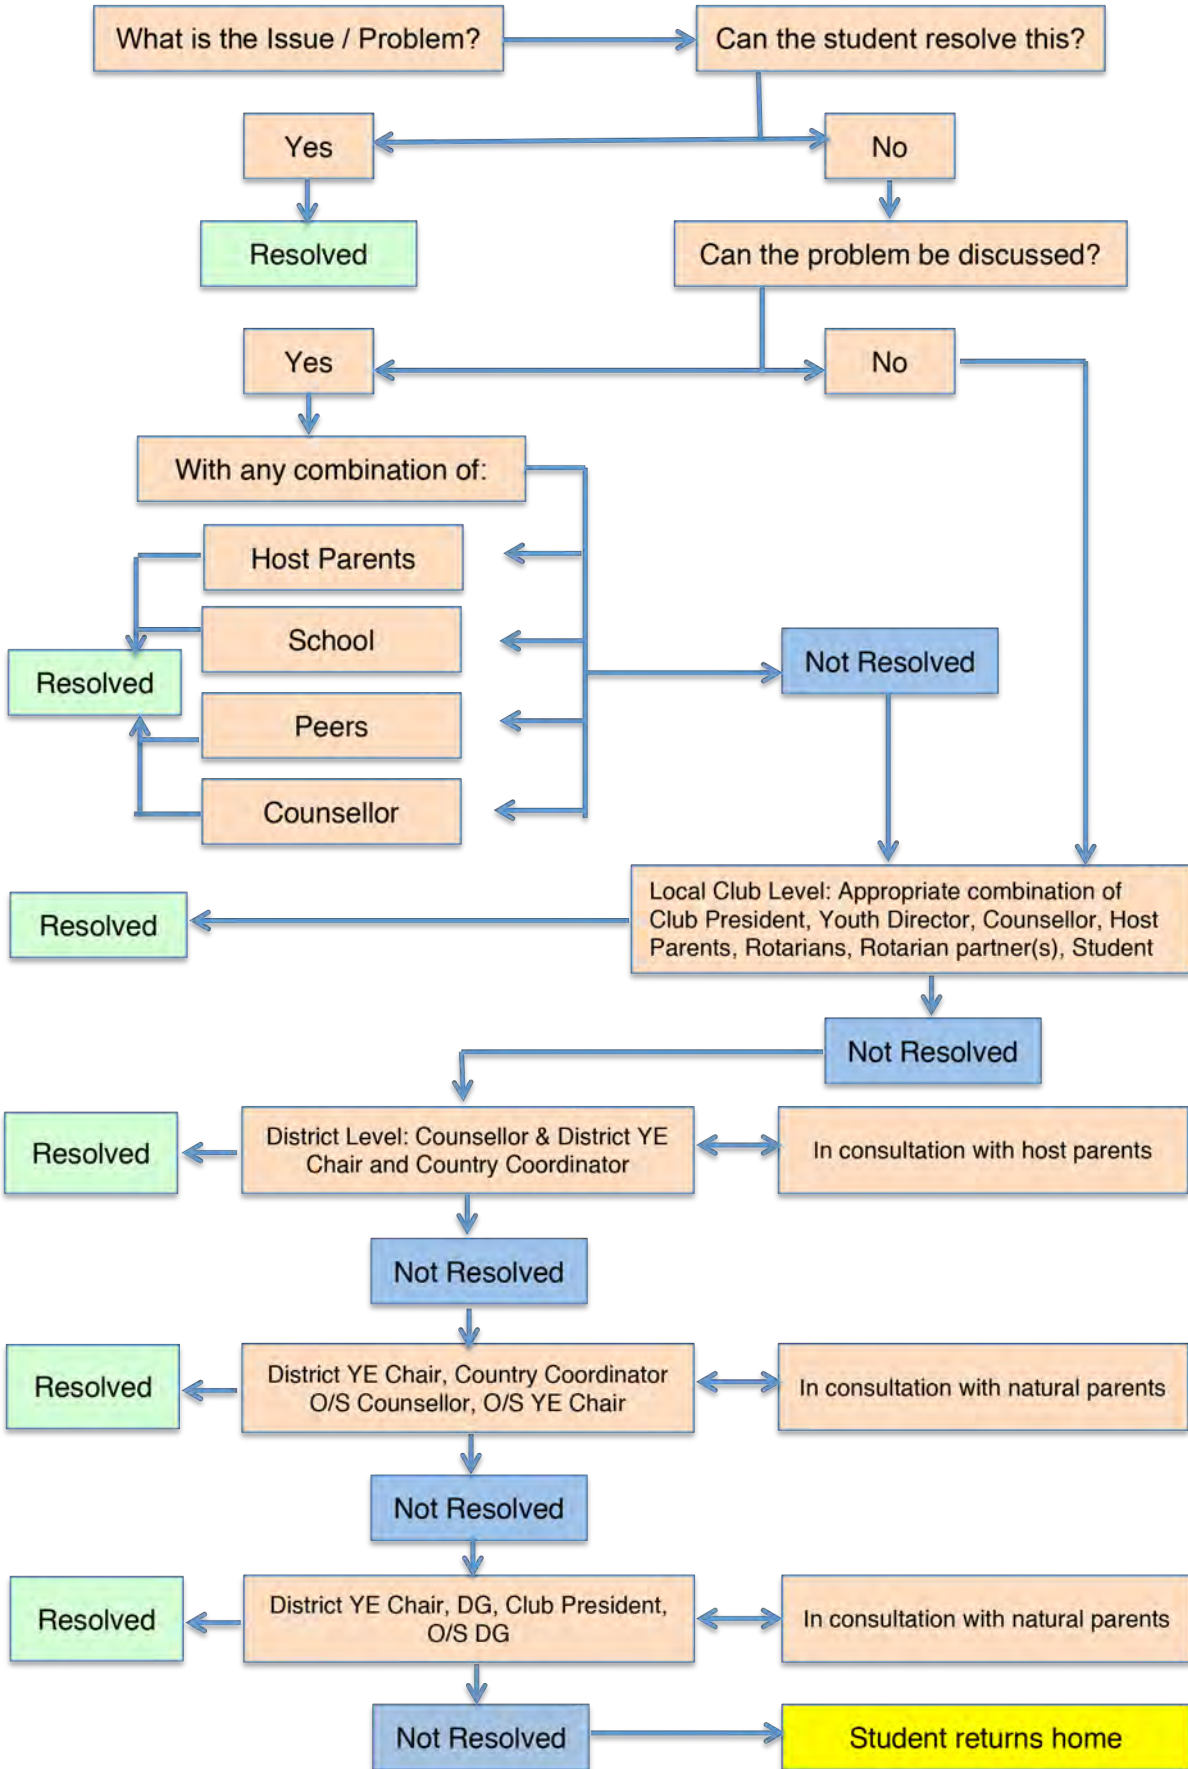 What is the Issue / Problem?
Can the student resolve this?
Yes
No
Resolved
Can the problem be discussed?
Yes
No
With any combination of:
Host Parents
School
Resolved
Not Resolved
Peers
Counsellor
Local Club Level: Appropriate combination of
Club President, Youth Director, Counsellor, Host
Parents, Rotarians, Rotarian partner(s), Student
Resolved
Not Resolved
District Level: Counsellor & District YE
Chair and Country Coordinator
Resolved
In consultation with host parents
Not Resolved
District YE Chair, Country Coordinator
O/S Counsellor, O/S YE Chair
Resolved
In consultation with natural parents
Not Resolved
District YE Chair, DG, Club President,
O/S DG
Resolved
In consultation with natural parents
Not Resolved
Student returns home